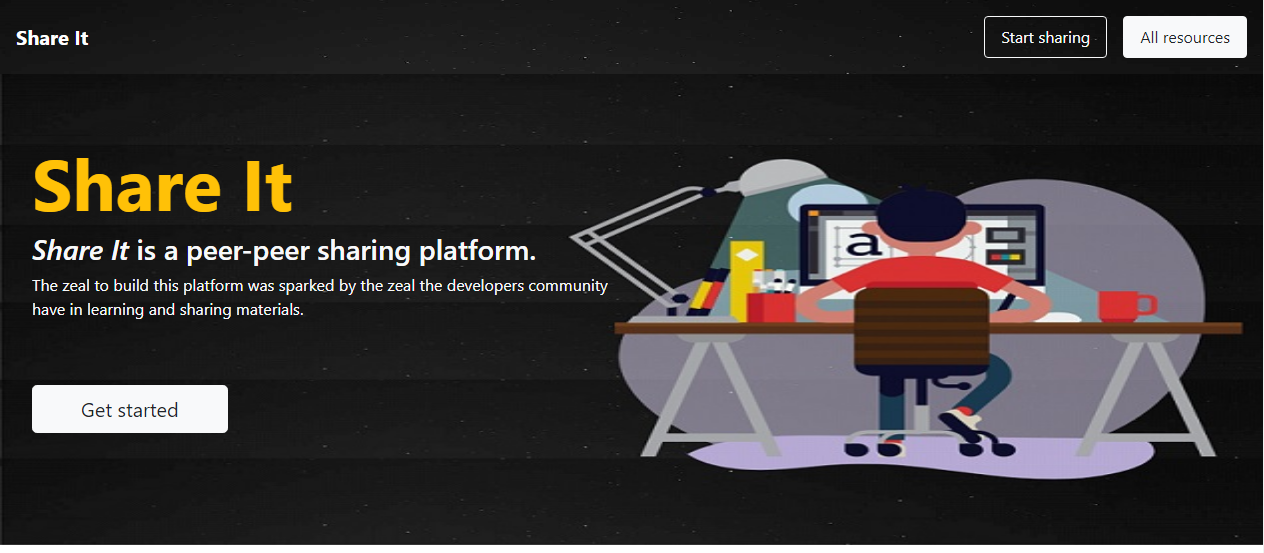 Share It
Start sharing
All resources
Share It
Share It is a peer-peer sharing platform.
The zeal to build this platform was sparked by the zeal the developers community
have in learning and sharing materials.
a
Get started